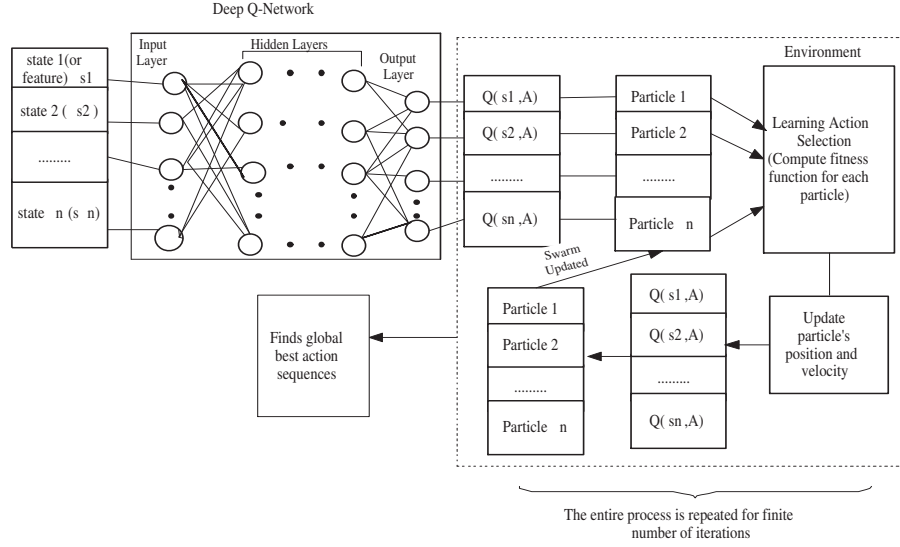 Deep Q-Network
state 1(or
feature) s1
state 2 ( s2)
.........
state n (s n)
Input
Layer
Hidden Layers
Output
Layer
Environment
Q( s1 ,A)
Q( s2, A)
.........
Q( sn ,A)
Particle 1
Particle 2
.........
Particle n
Learning Action
Selection
(Compute fitness
function for each
particle)
Swarm
Updated
Update
particle's
position and
velocity
Q( s1 ,A)
Q( s2,A)
.........
Q( sn,A)
Particle 1
Particle 2
.........
Particle n
Finds global
best action
sequences
The entire process is repeated for finite
number of iterations